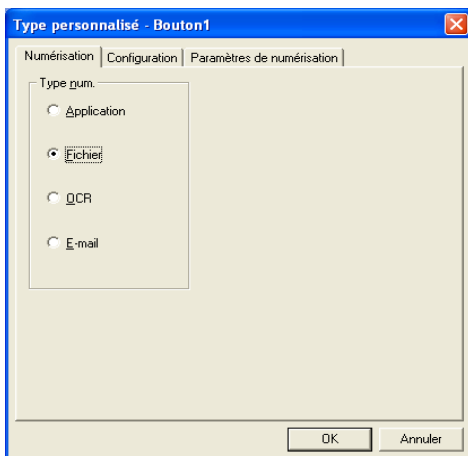 Type personnalisé - Bouton1
Numérisation Configuration Paramètres de numérisation
Type num.
Application
Fichier
OCR
E-mail
OK Annuler